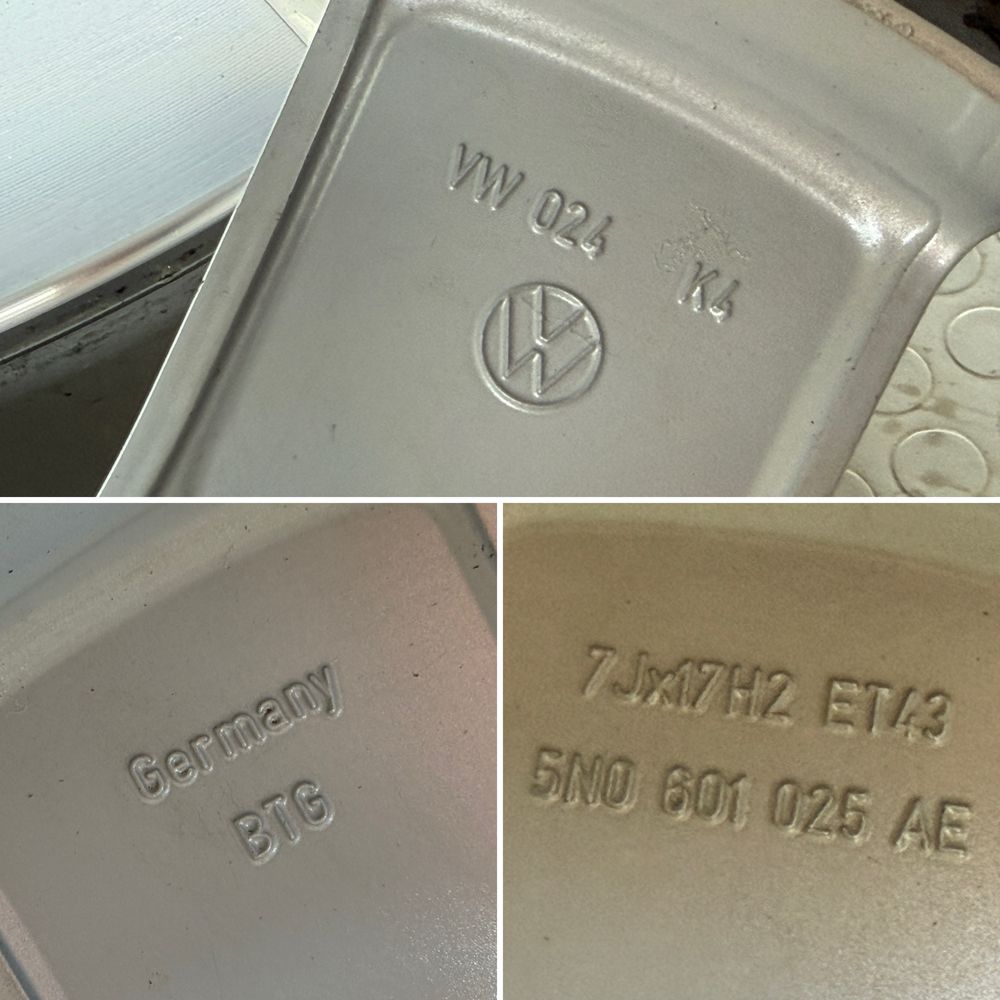 VW 024
K4
Germany
BTG
7Jx17H2 ET43
5N0 601 025 AE